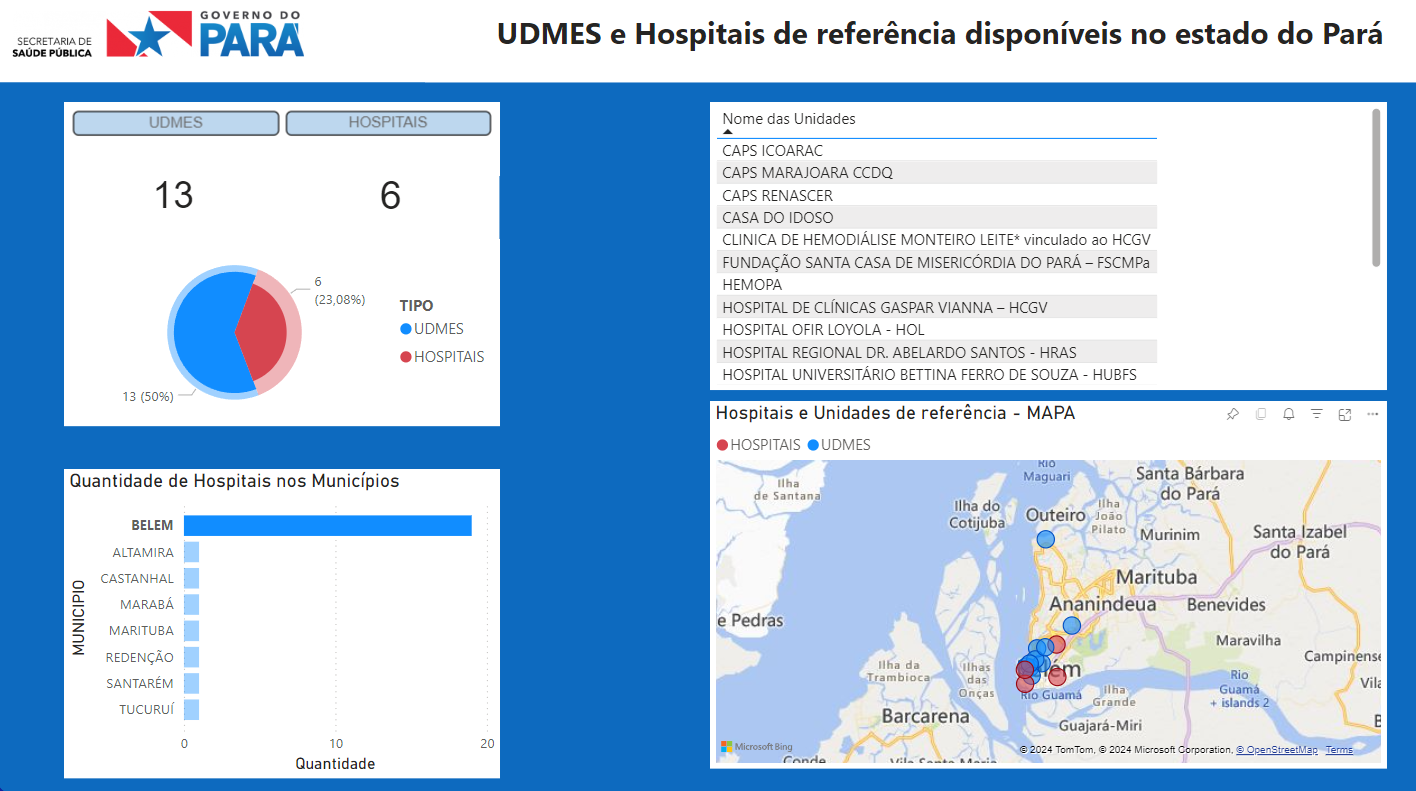 SECRETARIA DE
SAÚDE PÚBLICA
GOVERNO DO
PARÁ
UDMES e Hospitais de referência disponíveis no estado do Pará
UDMES
HOSPITAIS
13
6
6
(23,08%)
13 (50%)
TIPO
UDMES
HOSPITAIS
Quantidade de Hospitais nos Municípios
MUNICIPIO
BELEM
ALTAMIRA
CASTANHAL
MARABÁ
MARITUBA
REDENÇÃO
SANTARÉM
TUCURUÍ
0
10
20
Quantidade
Nome das Unidades
CAPS ICOARAC
CAPS MARAJOARA CCDQ
CAPS RENASCER
CASA DO IDOSO
CLINICA DE HEMODIÁLISE MONTEIRO LEITE* vinculado ao HCGV
FUNDAÇÃO SANTA CASA DE MISERICÓRDIA DO PARÁ – FSCMPa
HEMOPA
HOSPITAL DE CLÍNICAS GASPAR VIANNA – HCGV
HOSPITAL OFIR LOYOLA - HOL
HOSPITAL REGIONAL DR. ABELARDO SANTOS - HRAS
HOSPITAL UNIVERSITÁRIO BETTINA FERRO DE SOUZA - HUBFS
Hospitais e Unidades de referência - MAPA
HOSPITAIS
UDMES
Rio
Maguari
Santa Bárbara
do Pará
Ilha
de Santana
Ilha do
Cotijuba
Outeiro
Ilha
João
Pilato
Murinim
Santa Izabel
do Pará
Marituba
Ananindeua
Benevides
e Pedras
Maravilha
Campinense
Ilha da
Trambioca
Ilhas
das
Onças
lém
Rio Guamá
Ilha
Grande
Rio
Guamá
+ islands 2
Vila
Barcarena
Guajará-Miri
B
Microsoft Bing
© 2024 TomTom, © 2024 Microsoft Corporation, © OpenStreetMap Terms
Conde
Vila Santa Maria